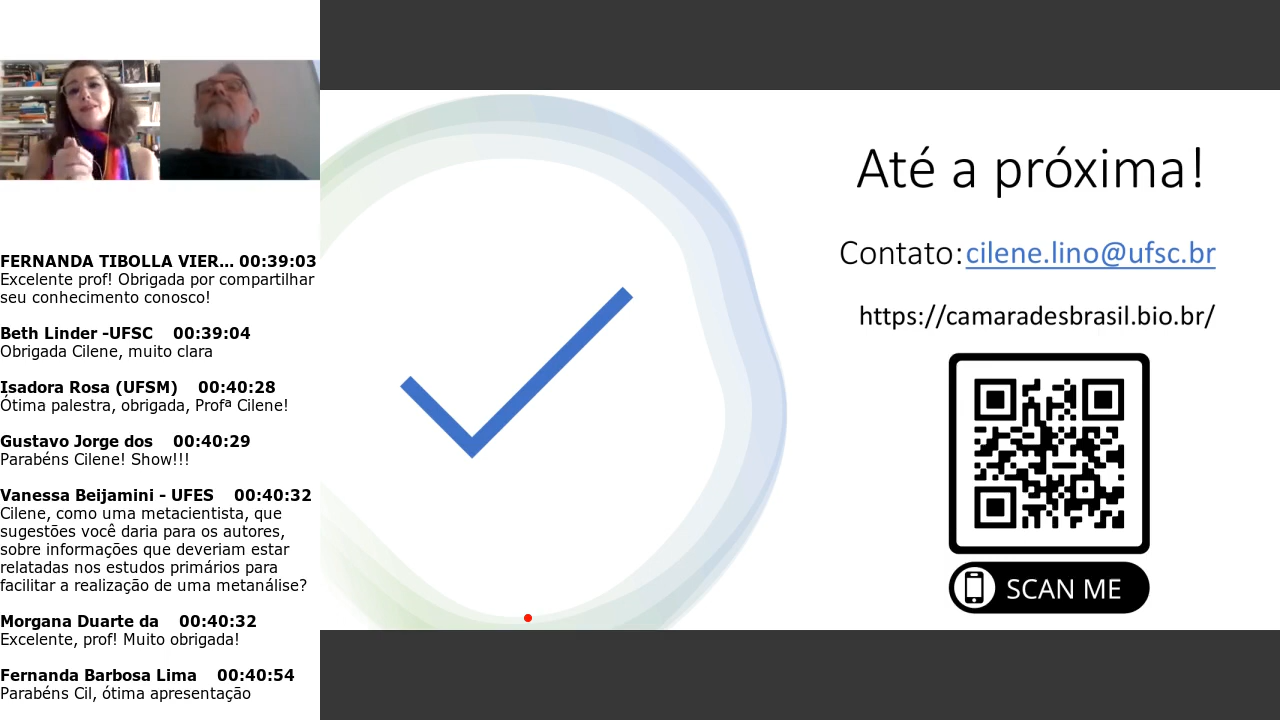 FERNANDA TIBOLLA VIER... 00:39:03
Excelente prof! Obrigada por compartilhar
seu conhecimento conosco!
Beth Linder -UFSC 00:39:04
Obrigada Cilene, muito clara
Isadora Rosa (UFSM) 00:40:28
Ótima palestra, obrigada, Profª Cilene!
Gustavo Jorge dos 00:40:29
Parabéns Cilene! Show!!!
Vanessa Beijamini - UFES 00:40:32
Cilene, como uma metacientista, que
sugestões você daria para os autores,
sobre informações que deveriam estar
relatadas nos estudos primários para
facilitar a realização de uma metanálise?
Morgana Duarte da 00:40:32
Excelente, prof! Muito obrigada!
Fernanda Barbosa Lima 00:40:54
Parabéns Cil, ótima apresentação
Até a próxima!
Contato:cilene.lino@ufsc.br
https://camaradesbrasil.bio.br/
SCAN ME